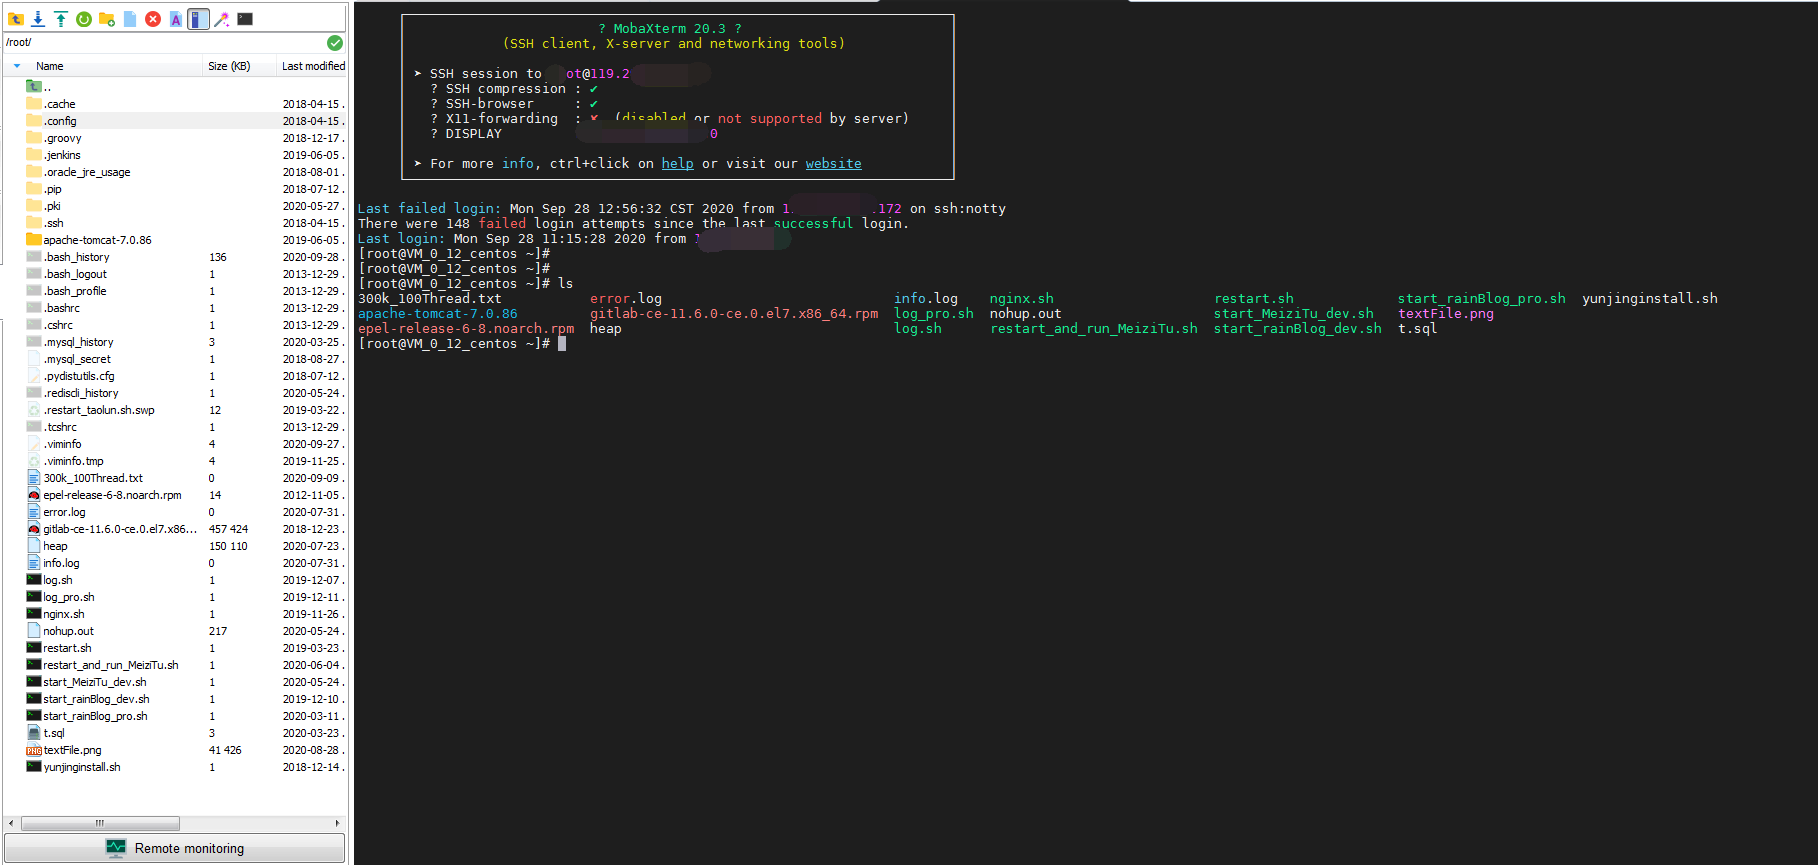 /root/
Name Size (KB) Last modified
..
.cache 2018-04-15 .
.config 2018-04-15 .
.groovy 2018-12-17 .
.jenkins 2019-06-05 .
.oracle_jre_usage 2018-08-01 .
.pip 2018-07-12 .
.pki 2020-05-27 .
.ssh 2018-04-15 .
apache-tomcat-7.0.86 2019-06-05 .
.bash_history 136 2020-09-28 .
.bash_logout 1 2013-12-29 .
.bash_profile 1 2013-12-29 .
.bashrc 1 2013-12-29 .
.cshrc 1 2013-12-29 .
.mysql_history 3 2020-03-25 .
.mysql_secret 1 2018-08-27 .
.pydistutils.cfg 1 2018-07-12 .
.rediscli_history 1 2020-05-24 .
.restart_taolun.sh.swp 12 2019-03-22 .
.tcshrc 1 2013-12-29 .
.viminfo 4 2020-09-27 .
.viminfo.tmp 4 2019-11-25 .
300k_100Thread.txt 0 2020-09-09 .
epel-release-6-8.noarch.rpm 14 2012-11-05 .
error.log 0 2020-07-31 .
gitlab-ce-11.6.0-ce.0.el7.x86... 457 424 2018-12-23 .
heap 150 110 2020-07-23 .
info.log 0 2020-07-31 .
log.sh 1 2019-12-07 .
log_pro.sh 1 2019-12-11 .
nginx.sh 1 2019-11-26 .
nohup.out 217 2020-05-24 .
restart.sh 1 2019-03-23 .
restart_and_run_MeiziTu.sh 1 2020-06-04 .
start_MeiziTu_dev.sh 1 2020-05-24 .
start_rainBlog_dev.sh 1 2019-12-10 .
start_rainBlog_pro.sh 1 2020-03-11 .
t.sql 3 2020-03-23 .
textFile.png 41 426 2020-08-28 .
yunjinginstall.sh 1 2018-12-14 .
Remote monitoring
? MobaXterm 20.3 ?
(SSH client, X-server and networking tools)
➤ SSH session to ot@119.2
? SSH compression : ✔
? SSH-browser : ✔
? X11-forwarding : ✘ (disabled or not supported by server)
? DISPLAY 0
➤ For more info, ctrl+click on help or visit our website
Last failed login: Mon Sep 28 12:56:32 CST 2020 from 1 .172 on ssh:notty
There were 148 failed login attempts since the last successful login.
Last login: Mon Sep 28 11:15:28 2020 from
[root@VM_0_12_centos ~]#
[root@VM_0_12_centos ~]#
[root@VM_0_12_centos ~]# ls
300k_100Thread.txt error.log info.log nginx.sh restart.sh start_rainBlog_pro.sh yunjinginstall.sh
apache-tomcat-7.0.86 gitlab-ce-11.6.0-ce.0.el7.x86_64.rpm log_pro.sh nohup.out start_MeiziTu_dev.sh textFile.png
epel-release-6-8.noarch.rpm heap log.sh restart_and_run_MeiziTu.sh start_rainBlog_dev.sh t.sql
[root@VM_0_12_centos ~]#